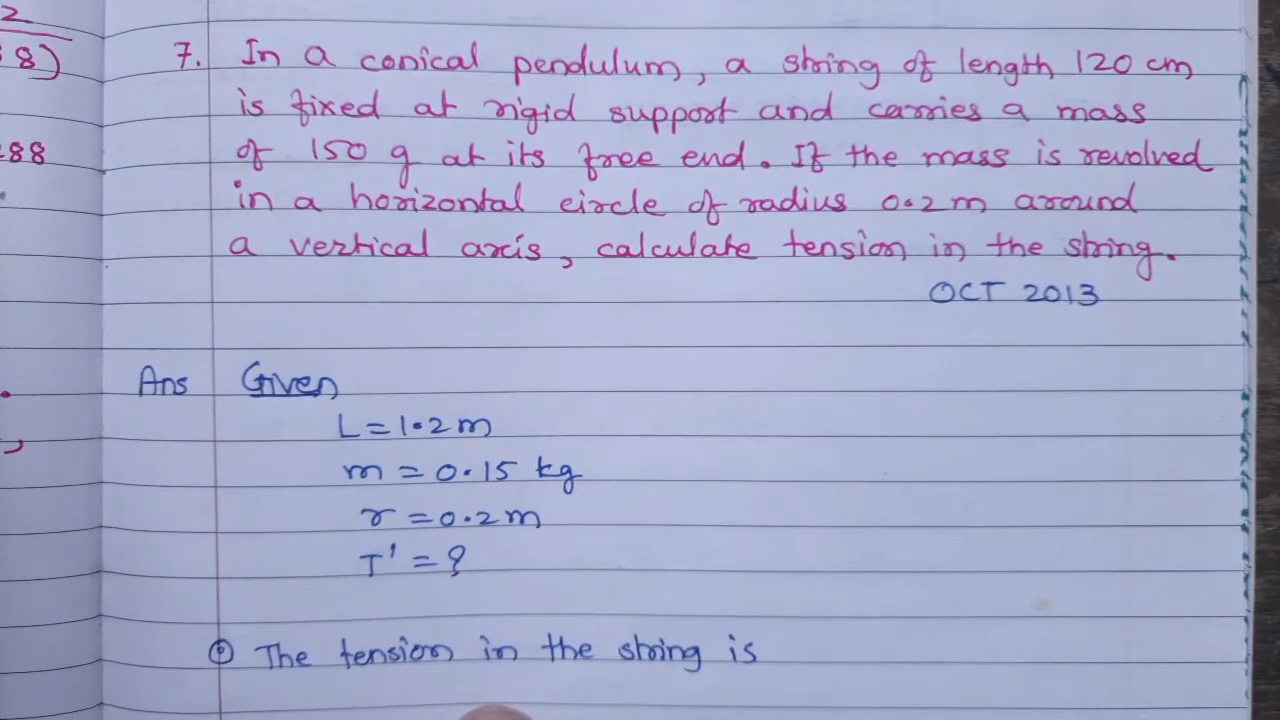 2
8)
288
7. In a conical pendulum, a string of length 120 cm
is fixed at rigid support and carries a mass
of 150 g at its free end. If the mass is revolved
in a horizontal circle of radius 0.2 m around
a vertical axis, calculate tension in the string.
OCT 2013
Ans Given
L = 1.2 m
m = 0.15 kg
r = 0.2 m
T' = ?
The tension in the string is